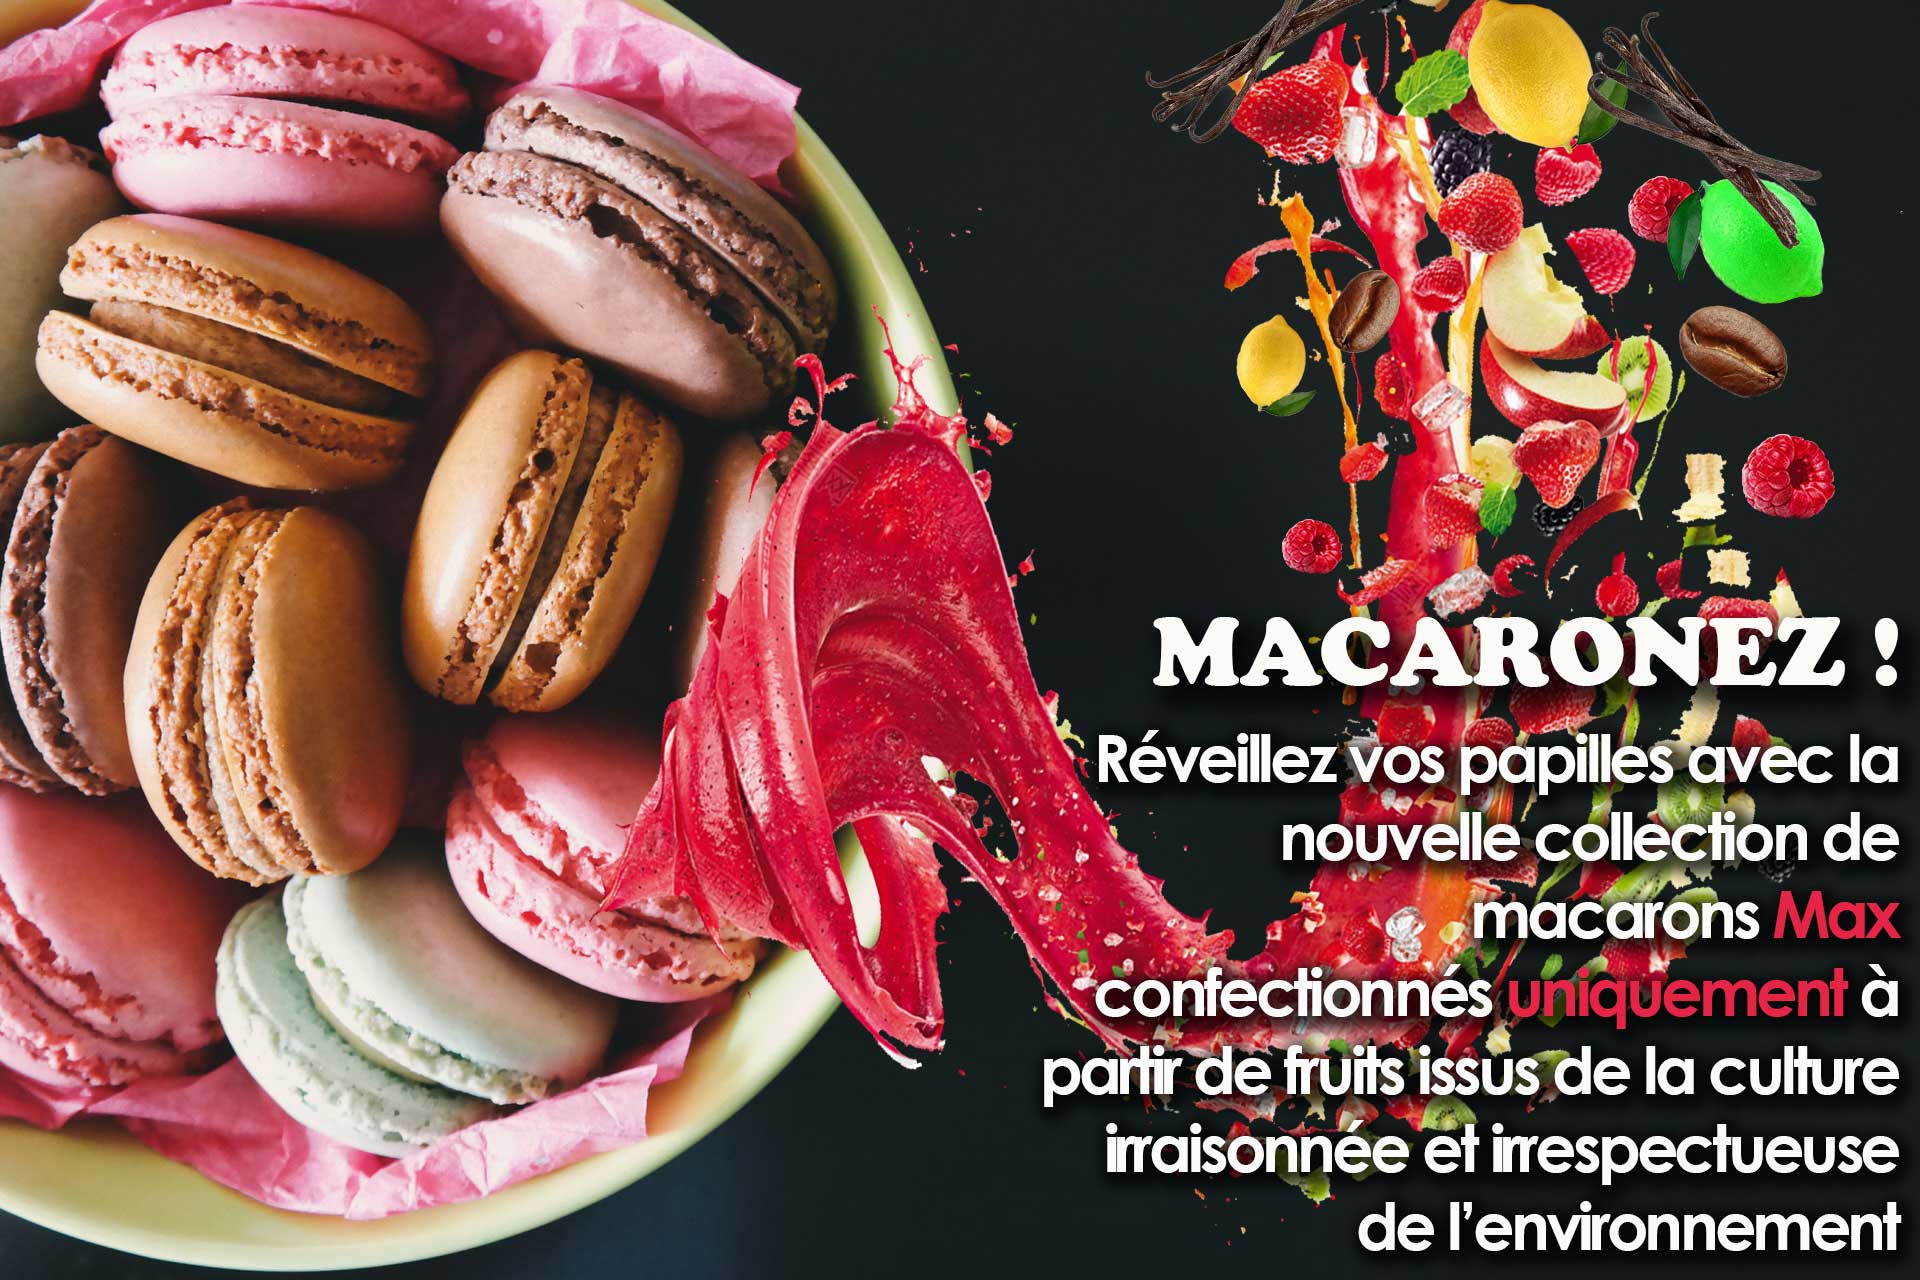 MACARONEZ !
Réveillez vos papilles avec la
nouvelle collection de
macarons Max
confectionnés uniquement à
partir de fruits issus de la culture
irraisonnée et irrespectueuse
de l'environnement